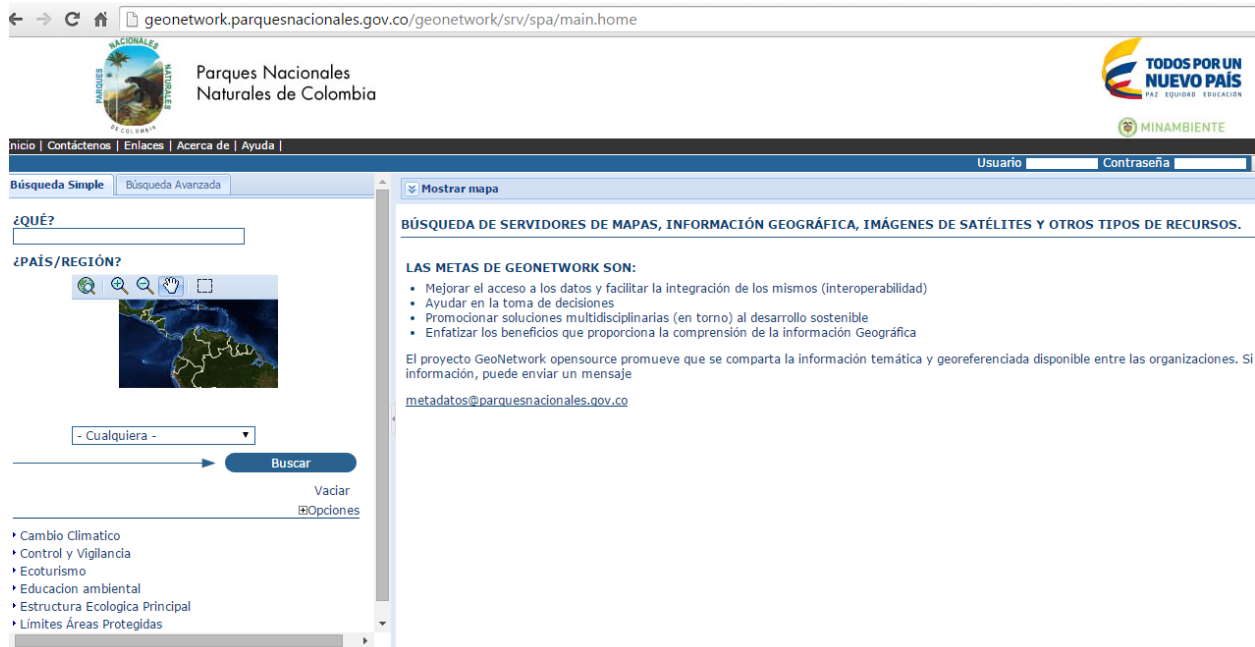 geonetwork.parquesnacionales.gov.co/geonetwork/srv/spa/main.home
PARQUES NACIONALES NATURALES
DE COLOMBIA
Parques Nacionales
Naturales de Colombia
TODOS POR UN
NUEVO PAÍS
PAZ EQUIDAD EDUCACIÓN
MINAMBIENTE
nicio | Contáctenos | Enlaces | Acerca de | Ayuda |
Usuario Contraseña
Búsqueda Simple Búsqueda Avanzada
¿QUÉ?
¿PAÍS/REGIÓN?
- Cualquiera -
Buscar
Vaciar
Opciones
Cambio Climatico
Control y Vigilancia
Ecoturismo
Educacion ambiental
Estructura Ecologica Principal
Límites Áreas Protegidas
Mostrar mapa
BÚSQUEDA DE SERVIDORES DE MAPAS, INFORMACIÓN GEOGRÁFICA, IMÁGENES DE SATÉLITES Y OTROS TIPOS DE RECURSOS.
LAS METAS DE GEONETWORK SON:
• Mejorar el acceso a los datos y facilitar la integración de los mismos (interoperabilidad)
• Ayudar en la toma de decisiones
• Promocionar soluciones multidisciplinarias (en torno) al desarrollo sostenible
• Enfatizar los beneficios que proporciona la comprensión de la información Geográfica
El proyecto GeoNetwork opensource promueve que se comparta la información temática y georeferenciada disponible entre las organizaciones. Si
información, puede enviar un mensaje
metadatos@parquesnacionales.gov.co